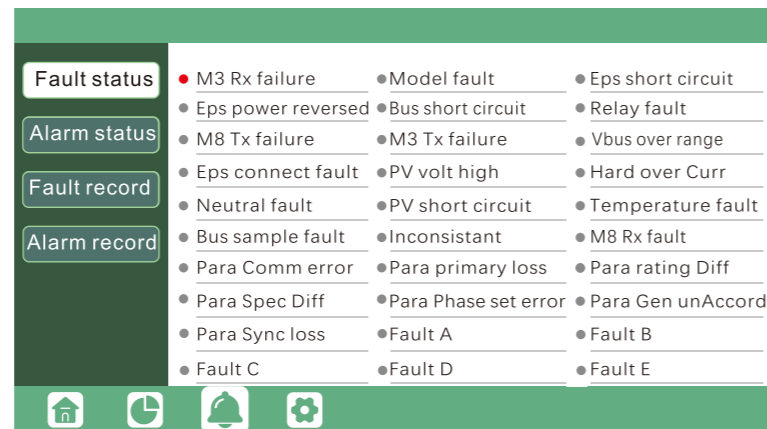 Fault status
Alarm status
Fault record
Alarm record
M3 Rx failure
Model fault
Eps short circuit
Eps power reversed
Bus short circuit
Relay fault
M8 Tx failure
M3 Tx failure
Vbus over range
Eps connect fault
PV volt high
Hard over Curr
Neutral fault
PV short circuit
Temperature fault
Bus sample fault
Inconsistant
M8 Rx fault
Para Comm error
Para primary loss
Para rating Diff
Para Spec Diff
Para Phase set error
Para Gen unAccord
Para Sync loss
Fault A
Fault B
Fault C
Fault D
Fault E